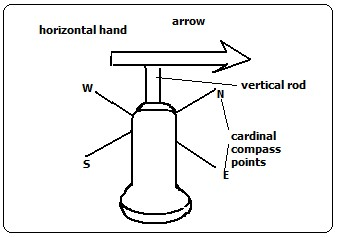 arrow
horizontal hand
vertical rod
W
N
cardinal
compass
points
S
E